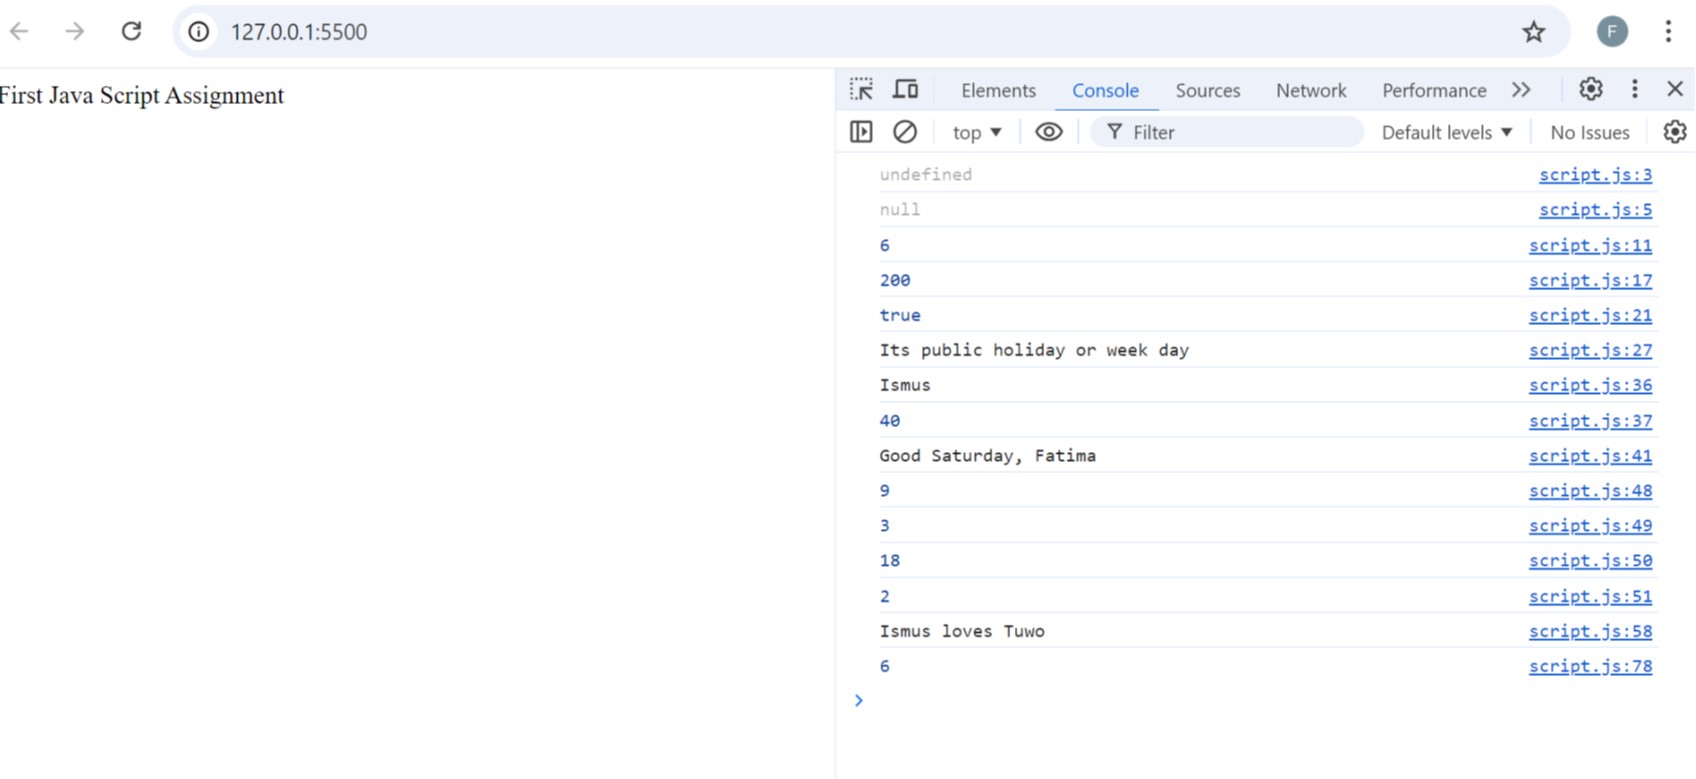 127.0.0.1:5500
F
First Java Script Assignment
Elements Console Sources Network Performance
top Filter Default levels No Issues
undefined script.js:3
null script.js:5
6 script.js:11
200 script.js:17
true script.js:21
Its public holiday or week day script.js:27
Ismus script.js:36
40 script.js:37
Good Saturday, Fatima script.js:41
9 script.js:48
3 script.js:49
18 script.js:50
2 script.js:51
Ismus loves Tuwo script.js:58
6 script.js:78